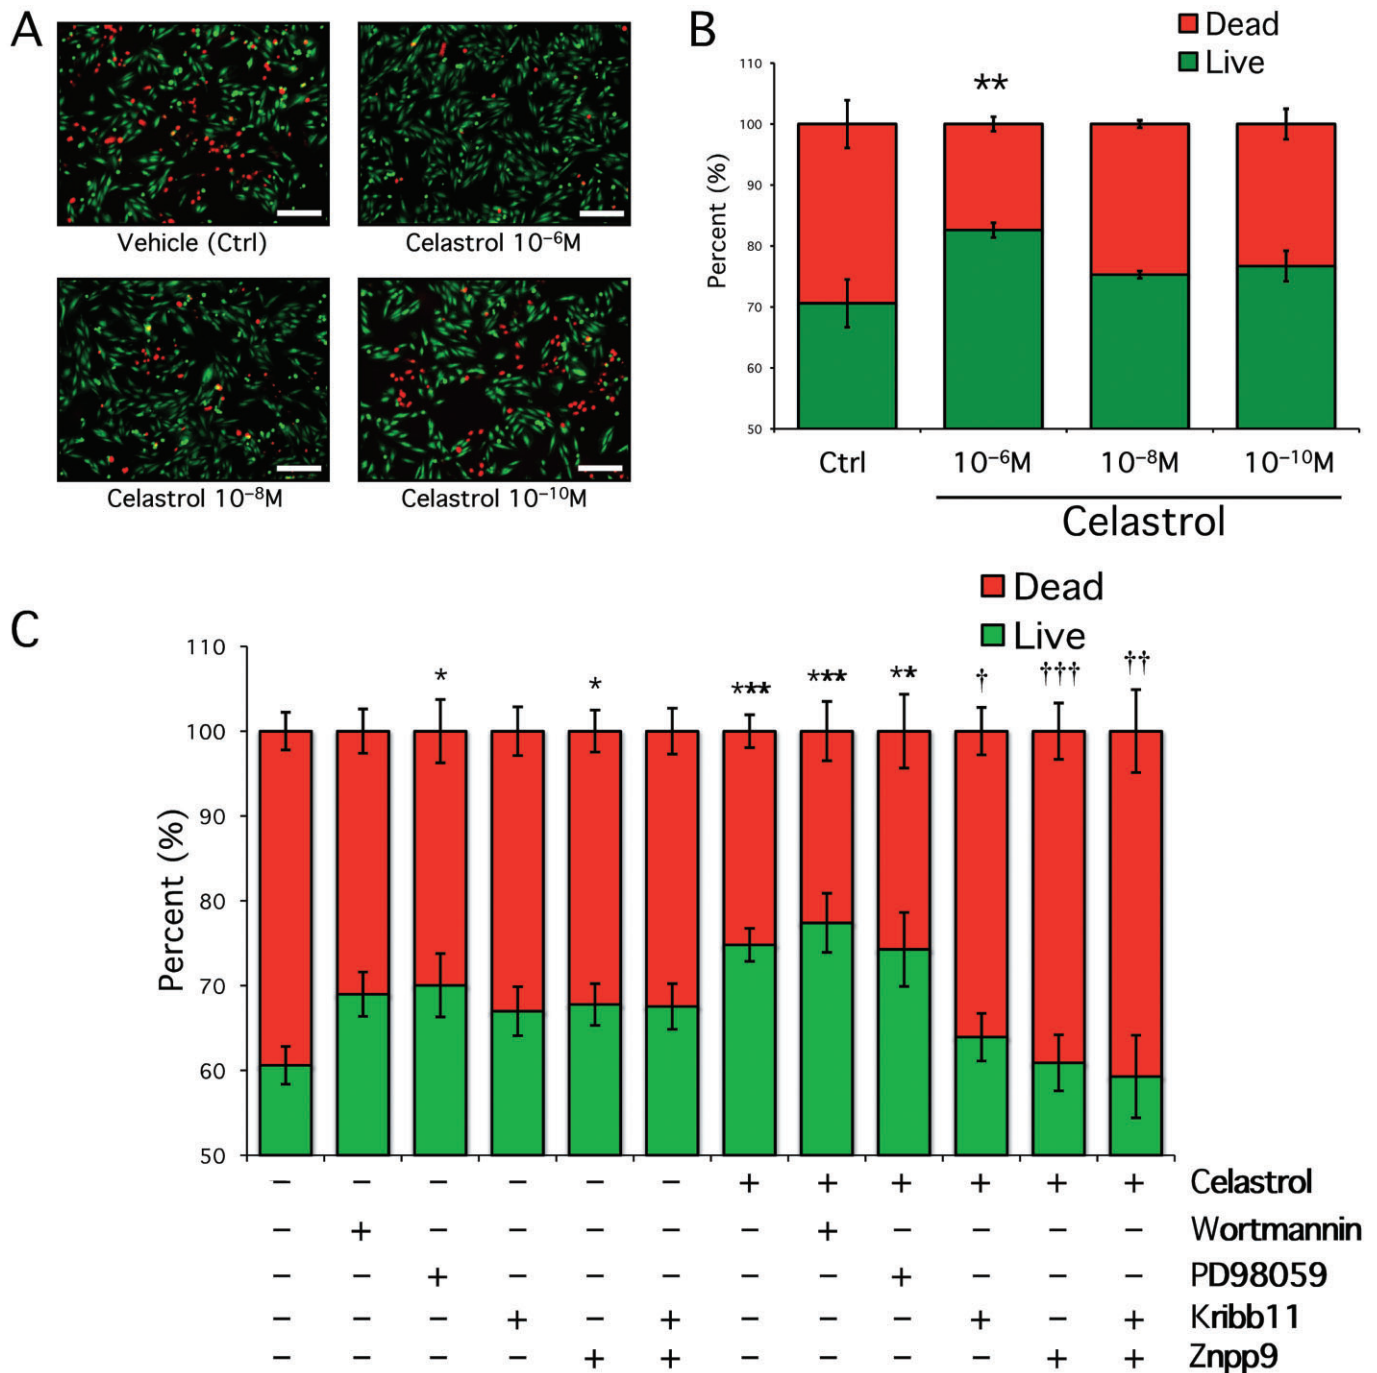 A
Vehicle (Ctrl)
Celastrol 10⁻⁶M
Celastrol 10⁻⁸M
Celastrol 10⁻¹⁰M
B
Dead
Live
110
100
90
80
70
60
50
Percent (%)
**
Ctrl
10⁻⁶M
10⁻⁸M
10⁻¹⁰M
Celastrol
C
Dead
Live
110
100
90
80
70
60
50
Percent (%)
* * *** *** ** † ††† ††
− − − − − − + + + + + + Celastrol
− + − − − − − + − − − − Wortmannin
− − + − − − − − + − − − PD98059
− − − + − + − − − + − + Kribb11
− − − − + + − − − − + + Znpp9